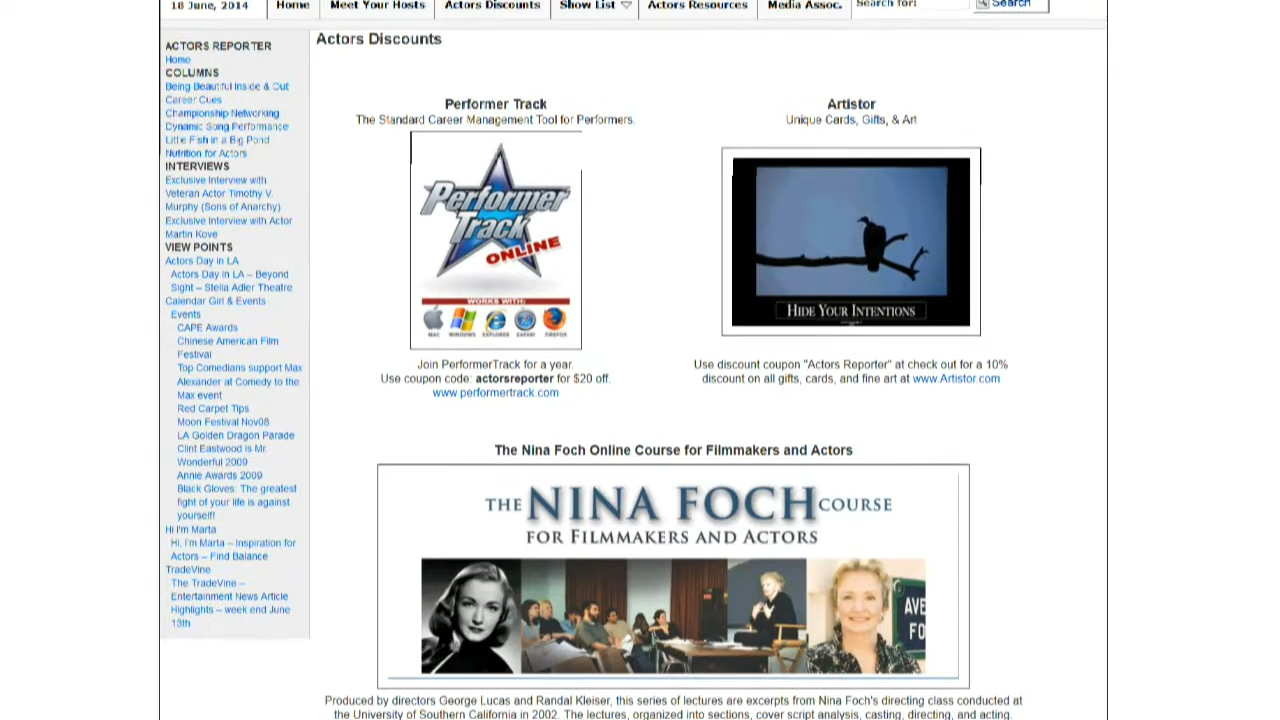 18 June, 2014
Home
Meet Your Hosts
Actors Discounts
Show List
Actors Resources
Media Assoc.
Search for:
Search
ACTORS REPORTER
Home
COLUMNS
Being Beautiful Inside & Out
Career Cues
Championship Networking
Dynamic Song Performance
Little Fish in a Big Pond
Nutrition for Actors
INTERVIEWS
Exclusive Interview with
Veteran Actor Timothy V.
Murphy (Sons of Anarchy)
Exclusive Interview with Actor
Martin Kove
VIEW POINTS
Actors Day in LA
Actors Day in LA – Beyond
Sight – Stella Adler Theatre
Calendar Girl & Events
Events
CAPE Awards
Chinese American Film
Festival
Top Comedians support Max
Alexander at Comedy to the
Max event
Red Carpet Tips
Moon Festival Nov08
LA Golden Dragon Parade
Clint Eastwood is Mr.
Wonderful 2009
Annie Awards 2009
Black Gloves: The greatest
fight of your life is against
yourself!
Hi I'm Marta
Hi, I'm Marta – Inspiration for
Actors – Find Balance
TradeVine
The TradeVine –
Entertainment News Article
Highlights – week end June
13th
Actors Discounts
Performer Track
The Standard Career Management Tool for Performers.
Performer
Track
ONLINE
WORKS WITH:
MAC WINDOWS EXPLORER SAFARI FIREFOX
Join PerformerTrack for a year.
Use coupon code: actorsreporter for $20 off.
www.performertrack.com
Artistor
Unique Cards, Gifts, & Art
HIDE YOUR INTENTIONS
Use discount coupon "Actors Reporter" at check out for a 10%
discount on all gifts, cards, and fine art at www.Artistor.com
The Nina Foch Online Course for Filmmakers and Actors
THE NINA FOCH COURSE
FOR FILMMAKERS AND ACTORS
AVE
FO
Produced by directors George Lucas and Randal Kleiser, this series of lectures are excerpts from Nina Foch's directing class conducted at
the University of Southern California in 2002. The lectures, organized into sections, cover script analysis, casting, directing, and acting.